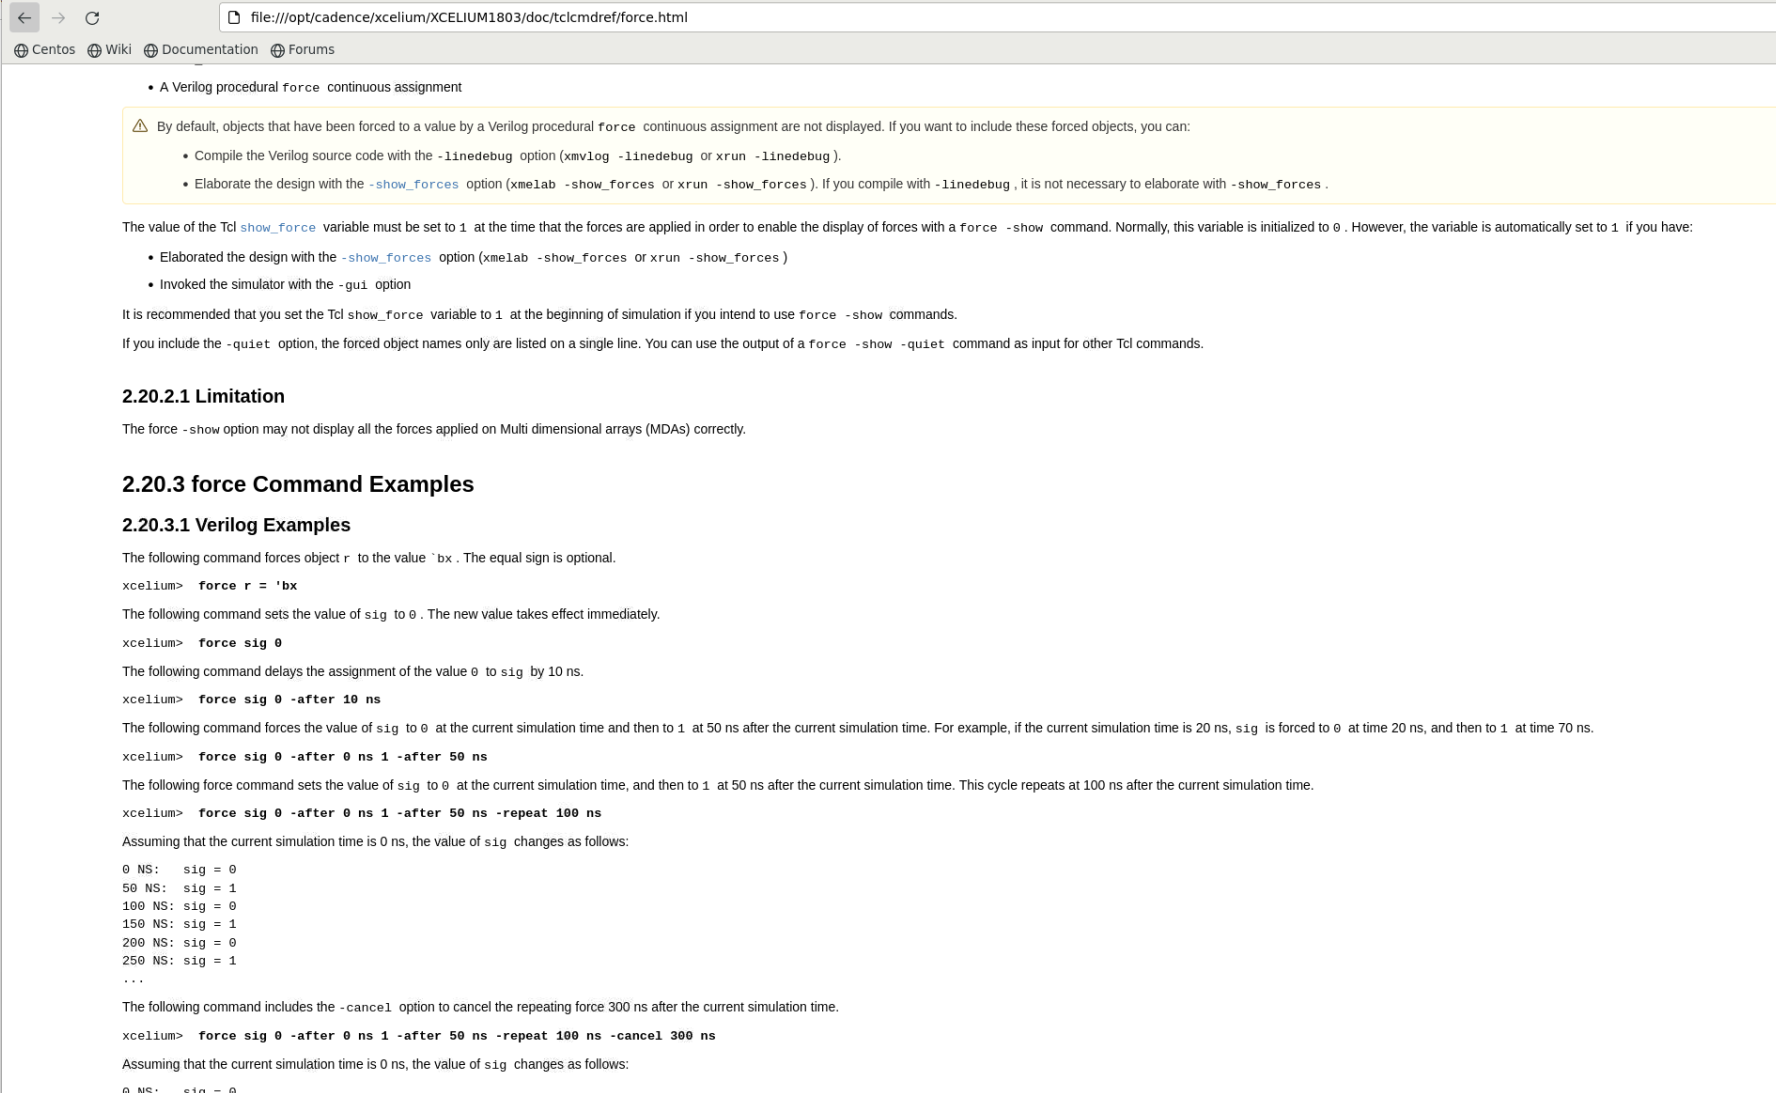 file:///opt/cadence/xcelium/XCELIUM1803/doc/tclcmdref/force.html
Centos Wiki Documentation Forums
• A Verilog procedural force continuous assignment
By default, objects that have been forced to a value by a Verilog procedural force continuous assignment are not displayed. If you want to include these forced objects, you can:
• Compile the Verilog source code with the -linedebug option (xmvlog -linedebug or xrun -linedebug ).
• Elaborate the design with the -show_forces option (xmelab -show_forces or xrun -show_forces ). If you compile with -linedebug , it is not necessary to elaborate with -show_forces .
The value of the Tcl show_force variable must be set to 1 at the time that the forces are applied in order to enable the display of forces with a force -show command. Normally, this variable is initialized to 0 . However, the variable is automatically set to 1 if you have:
• Elaborated the design with the -show_forces option (xmelab -show_forces or xrun -show_forces )
• Invoked the simulator with the -gui option
It is recommended that you set the Tcl show_force variable to 1 at the beginning of simulation if you intend to use force -show commands.
If you include the -quiet option, the forced object names only are listed on a single line. You can use the output of a force -show -quiet command as input for other Tcl commands.
2.20.2.1 Limitation
The force -show option may not display all the forces applied on Multi dimensional arrays (MDAs) correctly.
2.20.3 force Command Examples
2.20.3.1 Verilog Examples
The following command forces object r to the value `bx . The equal sign is optional.
xcelium> force r = 'bx
The following command sets the value of sig to 0 . The new value takes effect immediately.
xcelium> force sig 0
The following command delays the assignment of the value 0 to sig by 10 ns.
xcelium> force sig 0 -after 10 ns
The following command forces the value of sig to 0 at the current simulation time and then to 1 at 50 ns after the current simulation time. For example, if the current simulation time is 20 ns, sig is forced to 0 at time 20 ns, and then to 1 at time 70 ns.
xcelium> force sig 0 -after 0 ns 1 -after 50 ns
The following force command sets the value of sig to 0 at the current simulation time, and then to 1 at 50 ns after the current simulation time. This cycle repeats at 100 ns after the current simulation time.
xcelium> force sig 0 -after 0 ns 1 -after 50 ns -repeat 100 ns
Assuming that the current simulation time is 0 ns, the value of sig changes as follows:
0 NS: sig = 0
50 NS: sig = 1
100 NS: sig = 0
150 NS: sig = 1
200 NS: sig = 0
250 NS: sig = 1
...
The following command includes the -cancel option to cancel the repeating force 300 ns after the current simulation time.
xcelium> force sig 0 -after 0 ns 1 -after 50 ns -repeat 100 ns -cancel 300 ns
Assuming that the current simulation time is 0 ns, the value of sig changes as follows:
0 NS: sig = 0